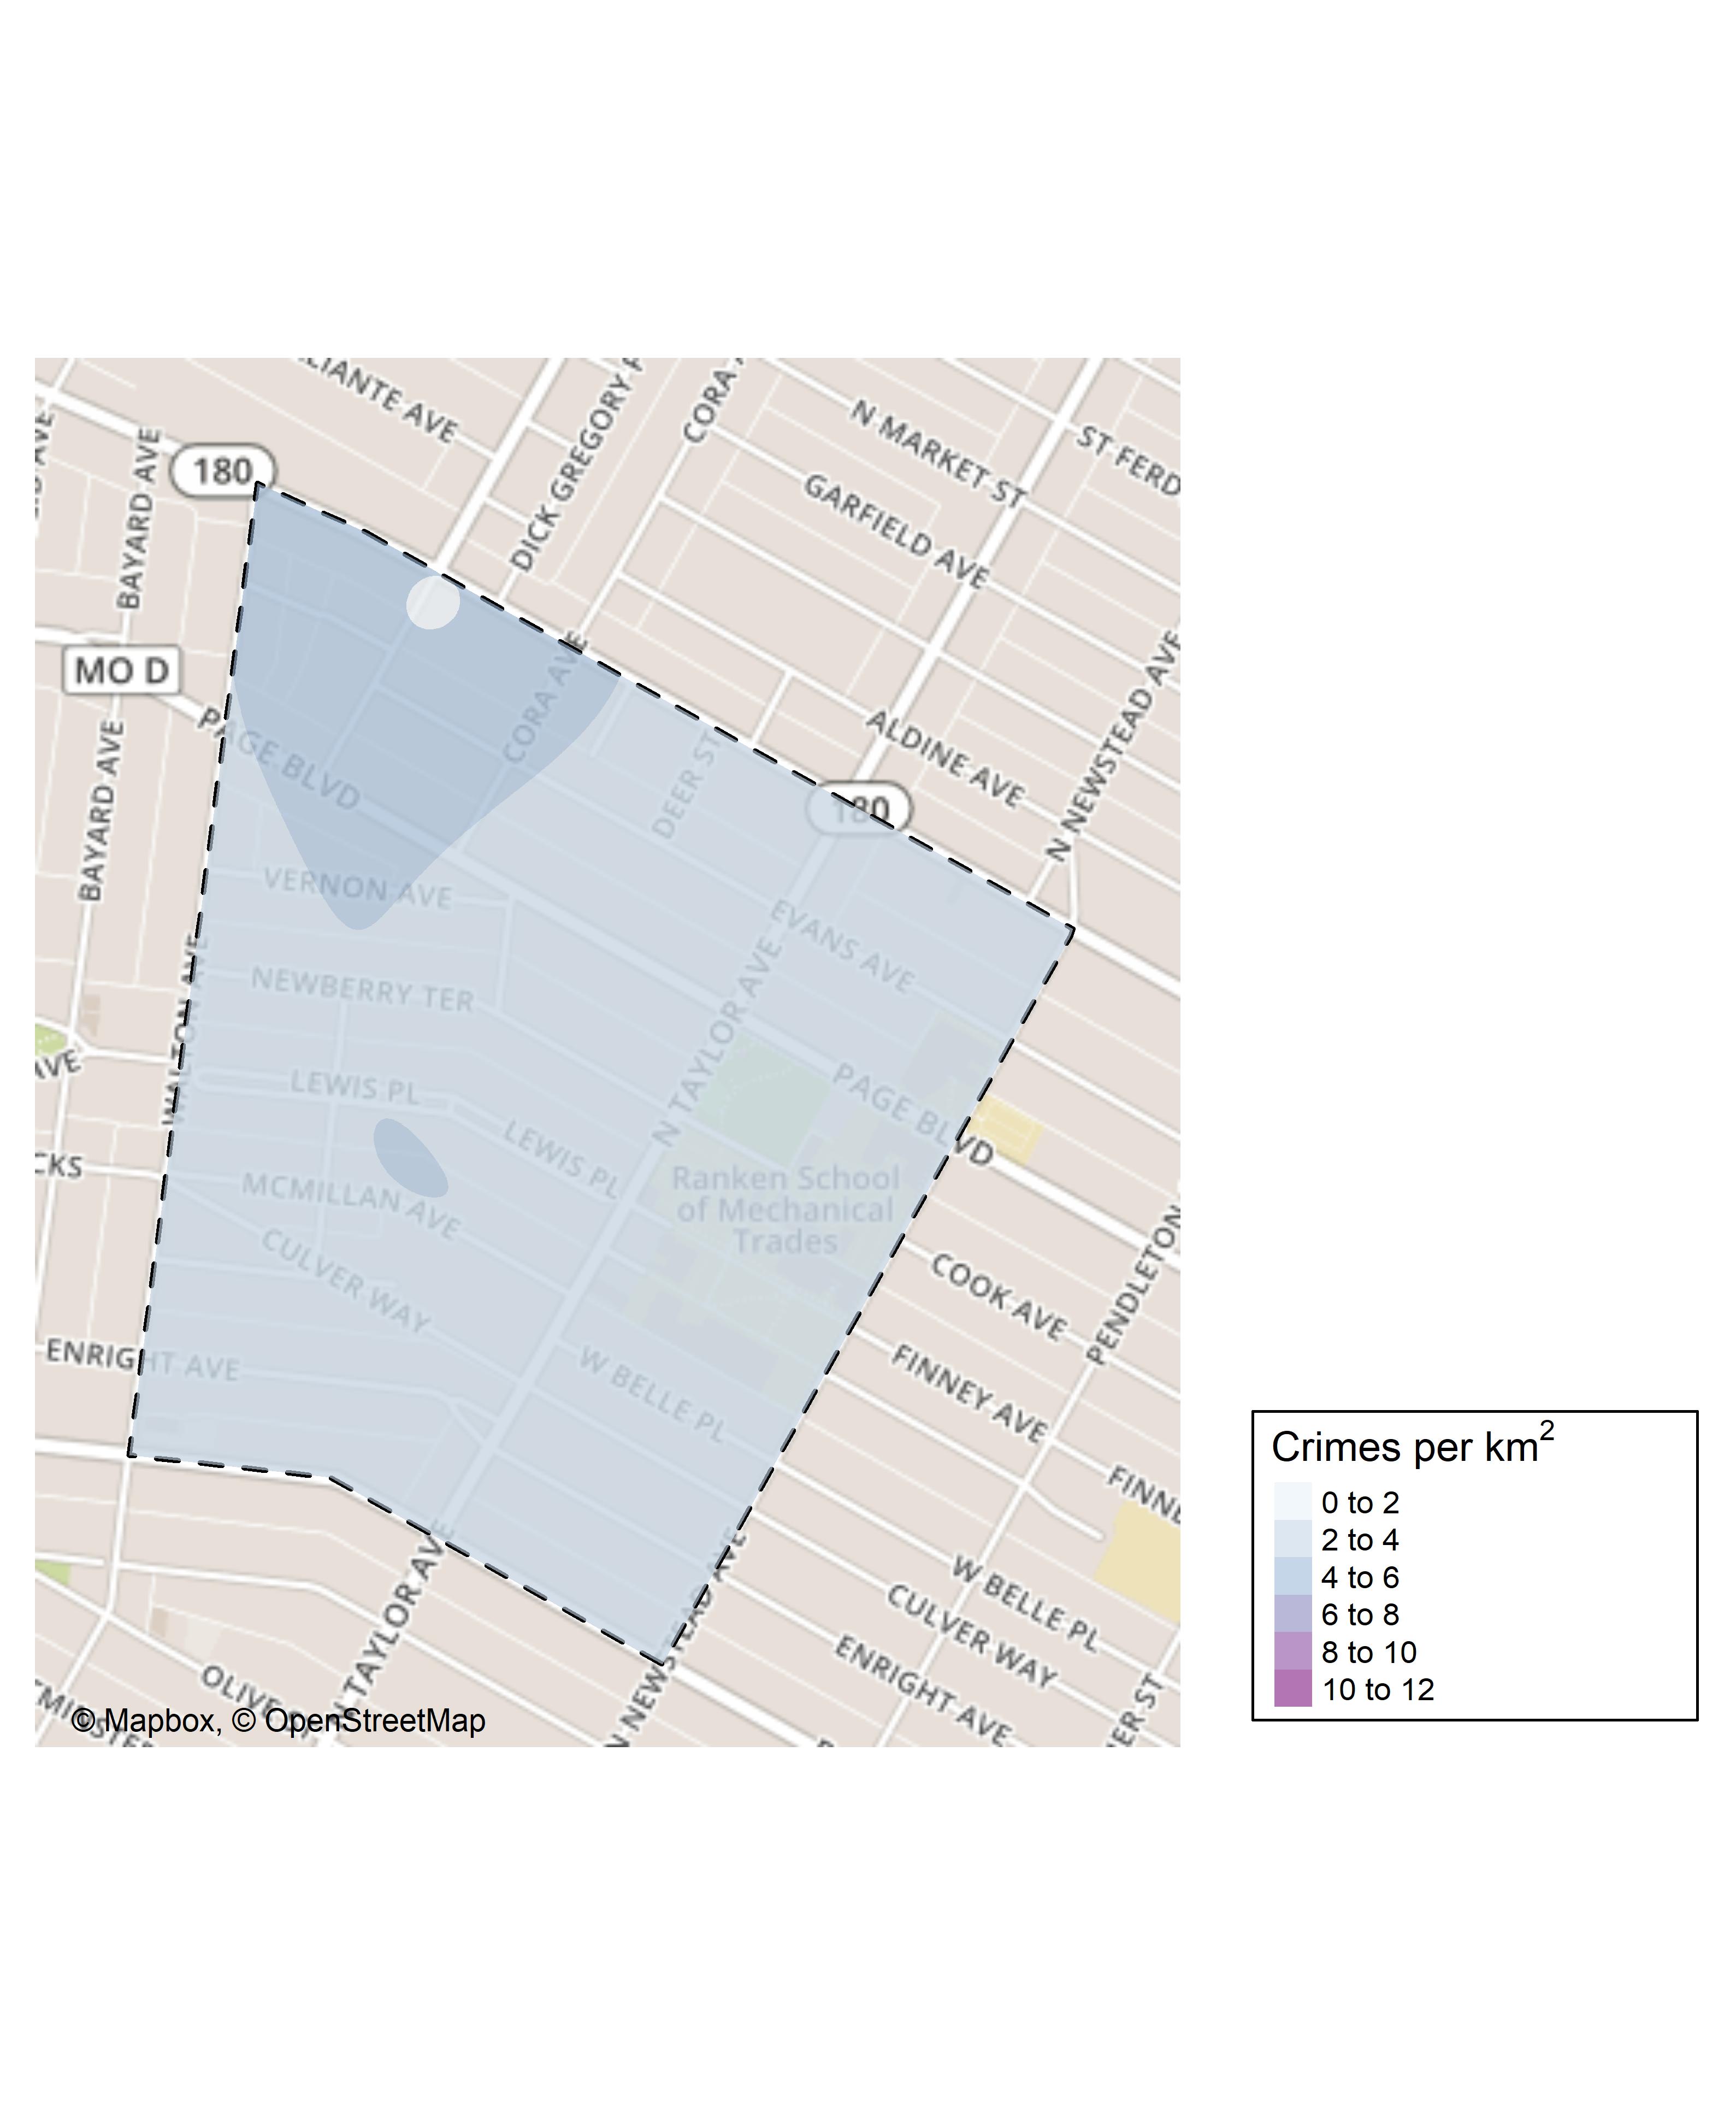 LIANTE AVE
DICK GREGORY P
CORA
N MARKET ST
ST FERD
GARFIELD AVE
BAYARD AVE
AVE
180
MO D
N NEWSTEAD AVE
CORA AVE
PAGE BLVD
BAYARD AVE
DEER ST
ALDINE AVE
180
VERNON AVE
EVANS AVE
NEWBERRY TER
WALTON AVE
N TAYLOR AVE
AVE
LEWIS PL
PAGE BLVD
LEWIS PL
CKS
MCMILLAN AVE
Ranken School
of Mechanical
Trades
CULVER WAY
COOK AVE
PENDLETON
ENRIGHT AVE
W BELLE PL
FINNEY AVE
FINNE
Crimes per km2
0 to 2
2 to 4
4 to 6
6 to 8
8 to 10
10 to 12
N TAYLOR AVE
N NEWSTEAD AVE
W BELLE PL
CULVER WAY
ENRIGHT AVE
OLIVE ST
© Mapbox, © OpenStreetMap
ER ST